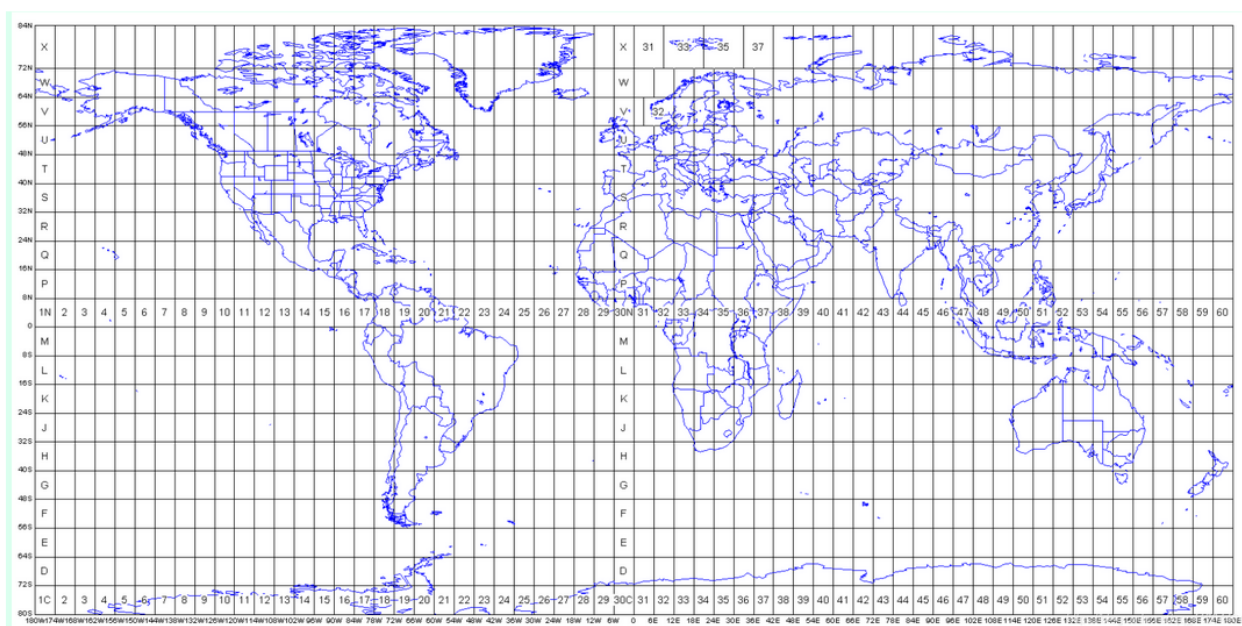 84N
X X 31 33 35 37
72N
W W
64N
V V 32
56N
U U
48N
T T
40N
S S
32N
R R
24N
Q Q
16N
P P
8N
1N 2 3 4 5 6 7 8 9 10 11 12 13 14 15 16 17 18 19 20 21 22 23 24 25 26 27 28 29 30N 31 32 33 34 35 36 37 38 39 40 41 42 43 44 45 46 47 48 49 50 51 52 53 54 55 56 57 58 59 60
0
M M
8S
L L
16S
K K
24S
J J
32S
H H
40S
G G
48S
F F
56S
E E
64S
D D
72S
1C 2 3 4 5 6 7 8 9 10 11 12 13 14 15 16 17 18 19 20 21 22 23 24 25 26 27 28 29 30C 31 32 33 34 35 36 37 38 39 40 41 42 43 44 45 46 47 48 49 50 51 52 53 54 55 56 57 58 59 60
80S
180W 174W 168W 162W 156W 150W 144W 138W 132W 126W 120W 114W 108W 102W 96W 90W 84W 78W 72W 66W 60W 54W 48W 42W 36W 30W 24W 18W 12W 6W 0 6E 12E 18E 24E 30E 36E 42E 48E 54E 60E 66E 72E 78E 84E 90E 96E 102E 108E 114E 120E 126E 132E 138E 144E 150E 156E 162E 168E 174E 180E